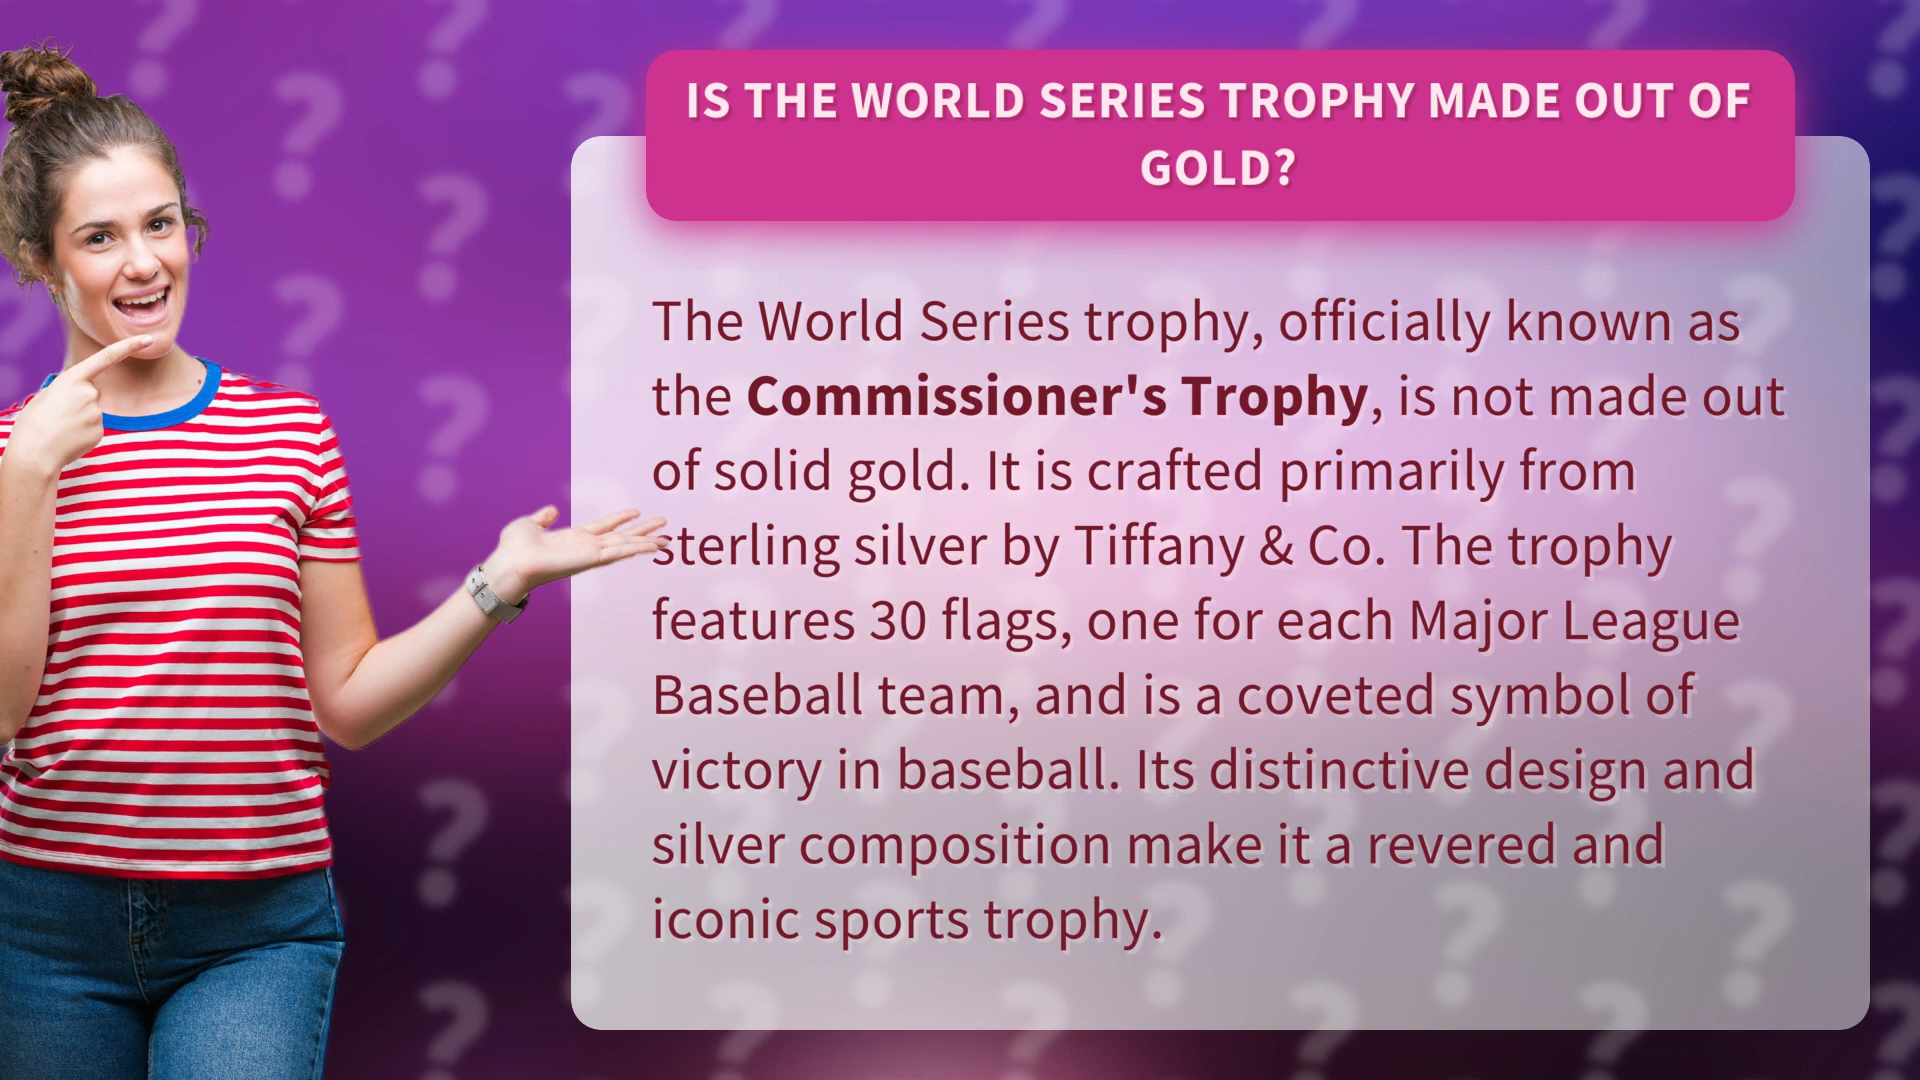 IS THE WORLD SERIES TROPHY MADE OUT OF
GOLD?
The World Series trophy, officially known as
the Commissioner's Trophy, is not made out
of solid gold. It is crafted primarily from
sterling silver by Tiffany & Co. The trophy
features 30 flags, one for each Major League
Baseball team, and is a coveted symbol of
victory in baseball. Its distinctive design and
silver composition make it a revered and
iconic sports trophy.